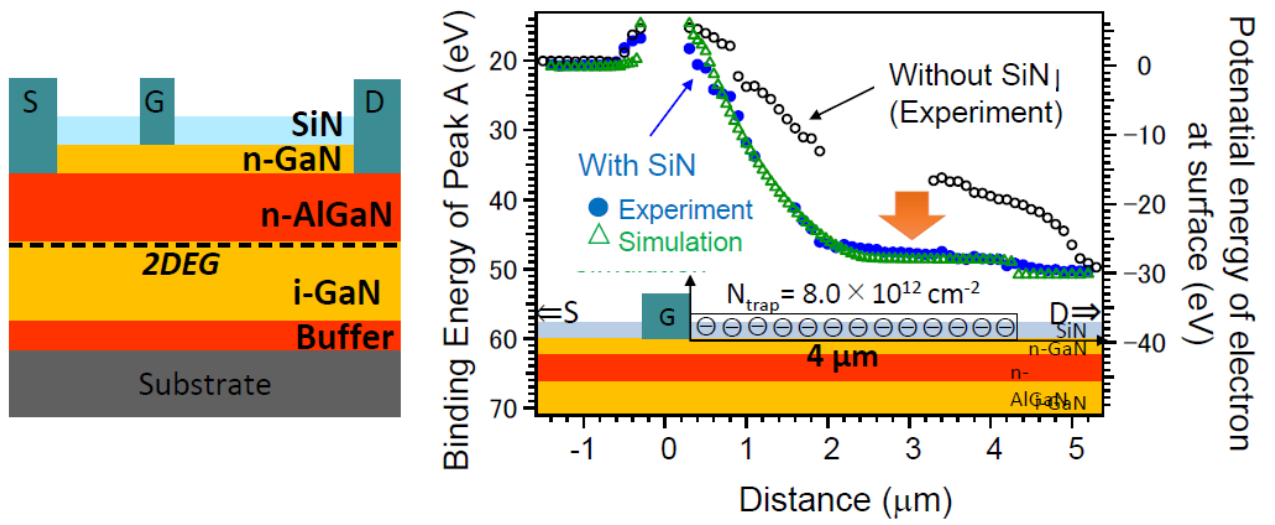 S
G
D
SiN
n-GaN
n-AlGaN
2DEG
i-GaN
Buffer
Substrate
Binding Energy of Peak A (eV)
20
30
40
50
60
70
Without SiN
(Experiment)
With SiN
Experiment
Simulation
N_trap = 8.0 × 10^12 cm^-2
⇐S
G
D⇒
SiN
n-GaN
4 μm
n-
AlGaN
i-GaN
-1
0
1
2
3
4
5
Distance (μm)
0
−10
−20
−30
−40
Potenatial energy of electron
at surface (eV)